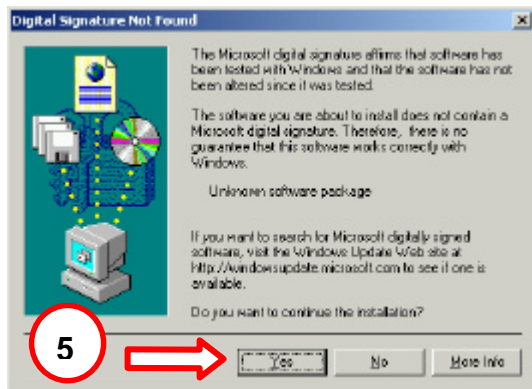 Digital Signature Not Found
The Microsoft digital signature affirms that software has
been tested with Windows and that the software has not
been altered since it was tested.
The software you are about to install does not contain a
Microsoft digital signature. Therefore, there is no
guarantee that this software works correctly with
Windows.
Unknown software package
If you want to search for Microsoft digitally signed
software, visit the Windows Update Web site at
http://windowsupdate.microsoft.com to see if one is
available.
Do you want to continue the installation?
5
Yes
No
More Info